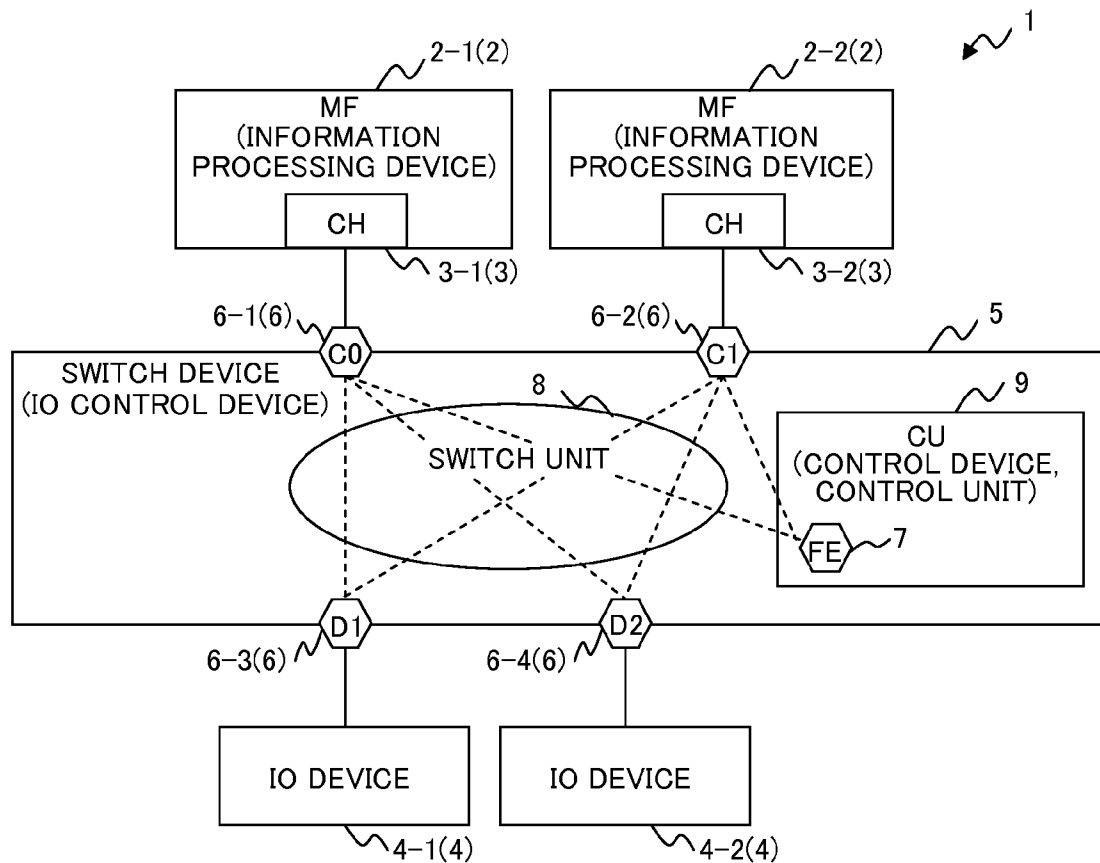 1
2-1(2)
2-2(2)
MF
(INFORMATION
PROCESSING DEVICE)
CH
MF
(INFORMATION
PROCESSING DEVICE)
CH
3-1(3)
3-2(3)
6-1(6)
6-2(6)
5
C0
C1
SWITCH DEVICE
(IO CONTROL DEVICE)
8
9
SWITCH UNIT
CU
(CONTROL DEVICE,
CONTROL UNIT)
FE
7
D1
D2
6-3(6)
6-4(6)
IO DEVICE
IO DEVICE
4-1(4)
4-2(4)